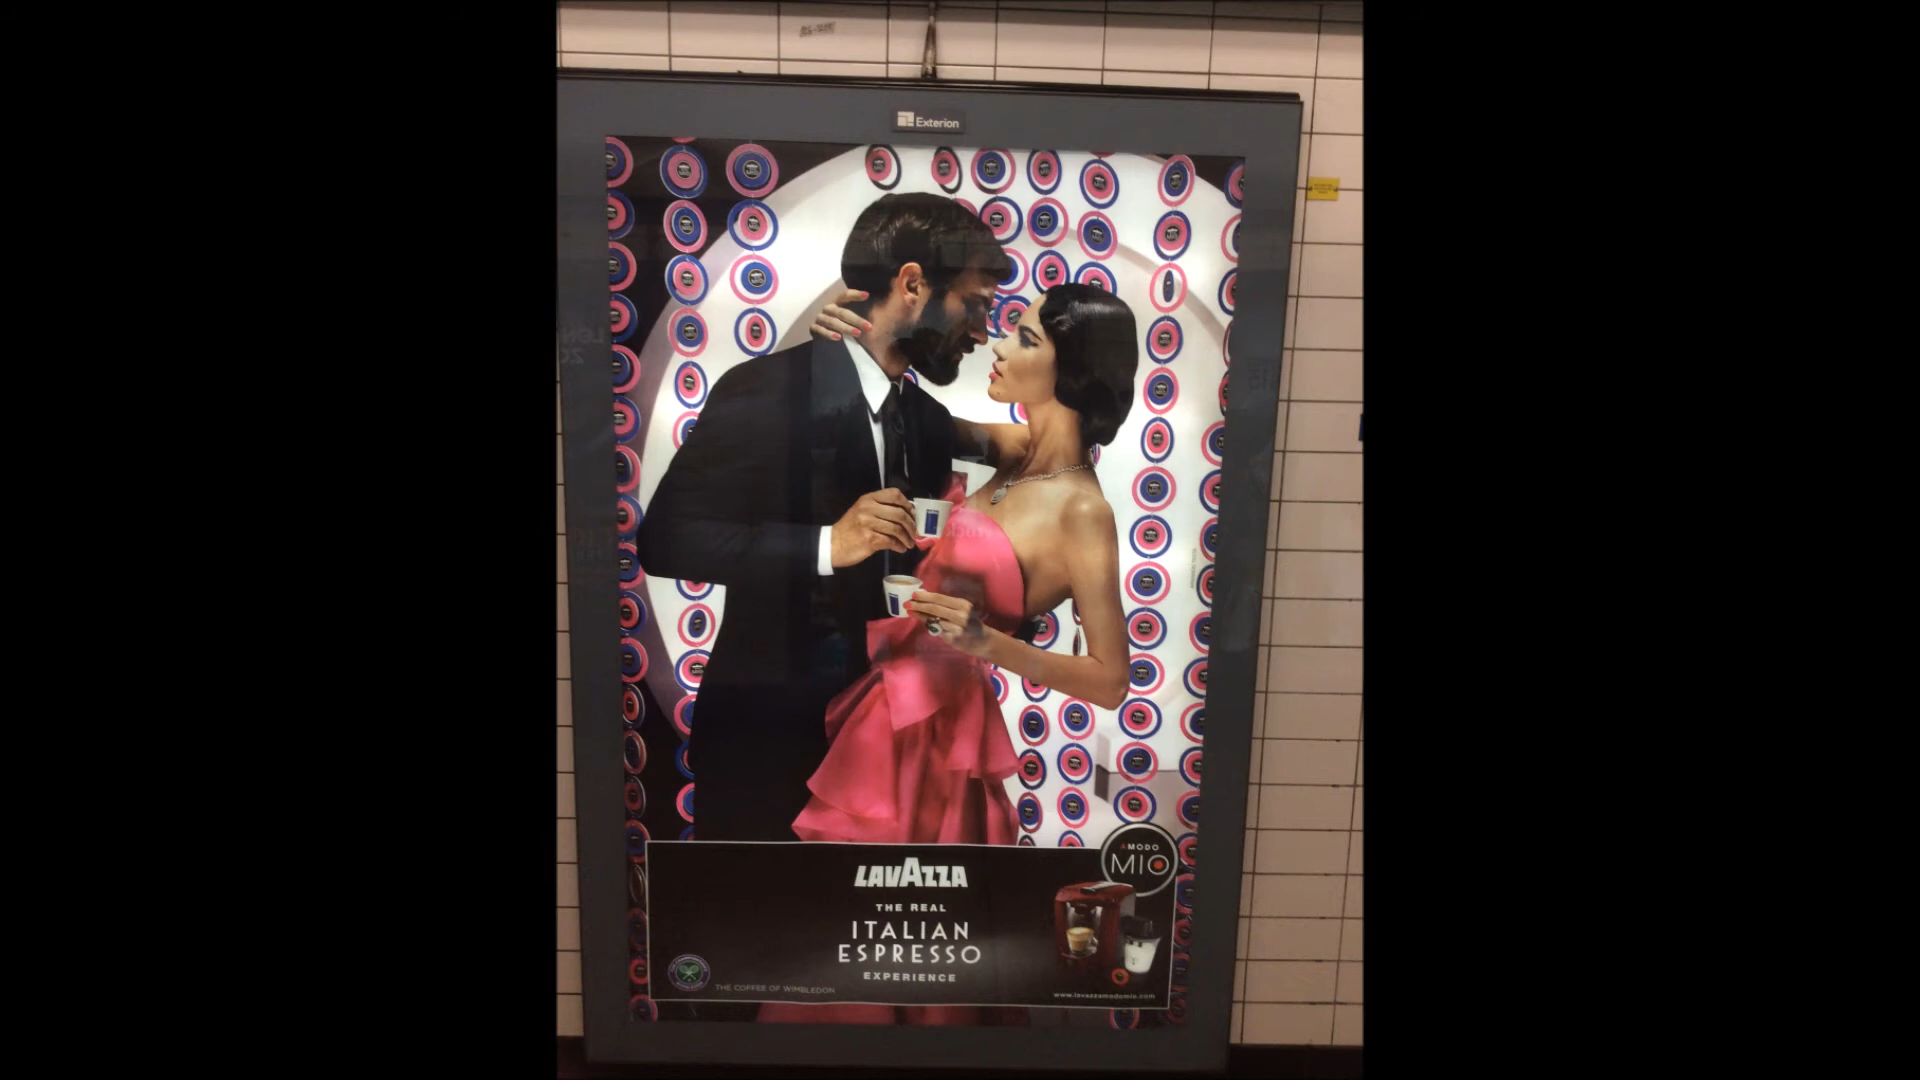 Exterion
LAVAZZA
THE REAL
ITALIAN
ESPRESSO
EXPERIENCE
A MODO
MIO
THE COFFEE OF WIMBLEDON
www.lavazzamodomio.com